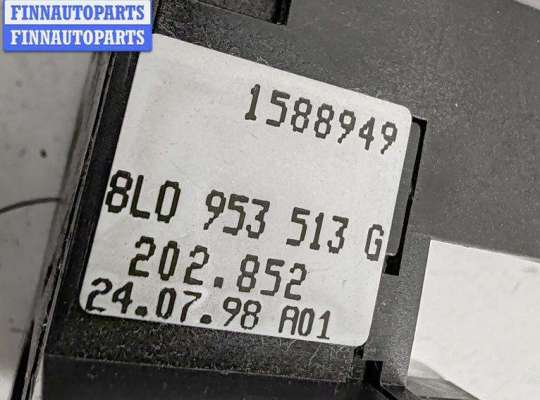 FINNAUTOPARTS
FINNAUTOPARTS
1588949
8L0 953 513 G
202.852
24.07.98 A01